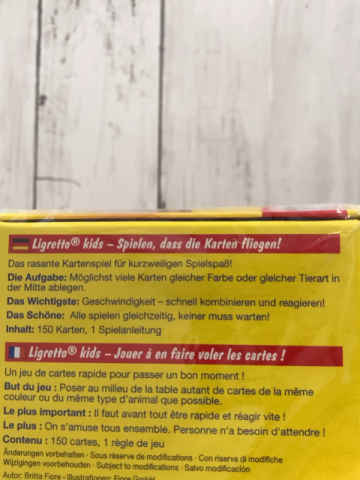 Ligretto® kids – Spielen, dass die Karten fliegen!
Das rasante Kartenspiel für kurzweiligen Spielspaß!
Die Aufgabe: Möglichst viele Karten gleicher Farbe oder gleicher Tierart in
der Mitte ablegen.
Das Wichtigste: Geschwindigkeit – schnell kombinieren und reagieren!
Das Schöne: Alle spielen gleichzeitig, keiner muss warten!
Inhalt: 150 Karten, 1 Spielanleitung
Ligretto® kids – Jouer à en faire voler les cartes !
Un jeu de cartes rapide pour passer un bon moment !
But du jeu : Poser au milieu de la table autant de cartes de la même
couleur ou du même type d'animal que possible.
Le plus important : Il faut avant tout être rapide et réagir vite !
Le plus : On s'amuse tous ensemble. Personne n'a besoin d'attendre !
Contenu : 150 cartes, 1 règle de jeu
Änderungen vorbehalten · Sous réserve de modifications · Con riserva di modifiche
Wijzigingen voorbehouden · Subject to modifications · Salvo modificación
Autor: Britta Fiore · Illustrationen: Fiore GmbH